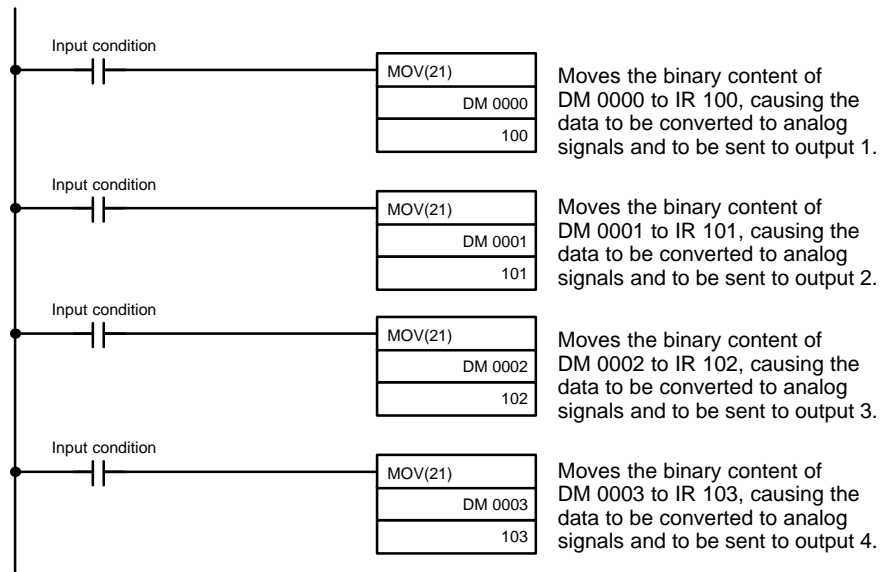 Input condition
MOV(21)
DM 0000
100
Moves the binary content of
DM 0000 to IR 100, causing the
data to be converted to analog
signals and to be sent to output 1.
Input condition
MOV(21)
DM 0001
101
Moves the binary content of
DM 0001 to IR 101, causing the
data to be converted to analog
signals and to be sent to output 2.
Input condition
MOV(21)
DM 0002
102
Moves the binary content of
DM 0002 to IR 102, causing the
data to be converted to analog
signals and to be sent to output 3.
Input condition
MOV(21)
DM 0003
103
Moves the binary content of
DM 0003 to IR 103, causing the
data to be converted to analog
signals and to be sent to output 4.